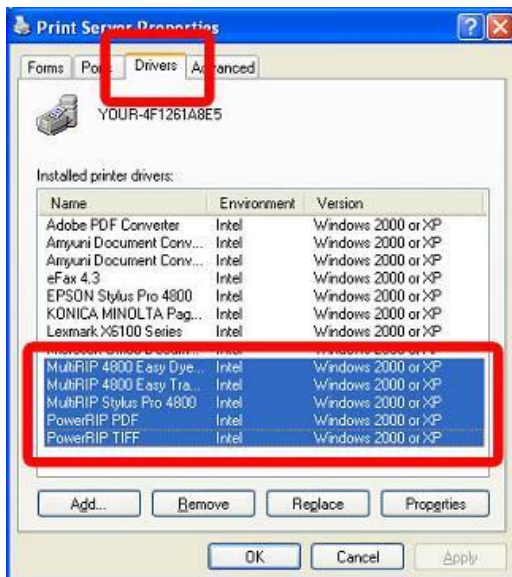 Print Server Properties
Forms Po Drivers Advanced
YOUR-4F1261A8E5
Installed printer drivers:
Name Environment Version
Adobe PDF Converter Intel Windows 2000 or XP
Amyuni Document Conv... Intel Windows 2000 or XP
Amyuni Document Conv... Intel Windows 2000 or XP
eFax 4.3 Intel Windows 2000 or XP
EPSON Stylus Pro 4800 Intel Windows 2000 or XP
KONICA MINOLTA Pag... Intel Windows 2000 or XP
Lexmark X6100 Series Intel Windows 2000 or XP
MultiRIP 4800 Easy Dye... Intel Windows 2000 or XP
MultiRIP 4800 Easy Tra... Intel Windows 2000 or XP
MultiRIP Stylus Pro 4800 Intel Windows 2000 or XP
PowerRIP PDF Intel Windows 2000 or XP
PowerRIP TIFF Intel Windows 2000 or XP
Add... Remove Replace Properties
OK Cancel Apply